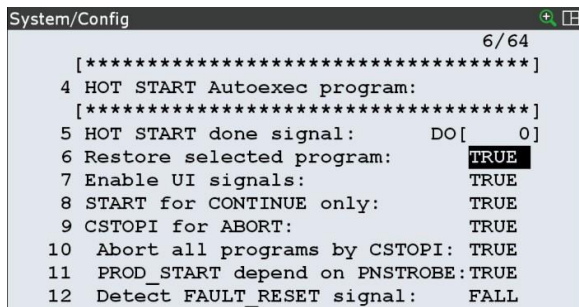 System/Config
6/64
[*************************************]
4 HOT START Autoexec program:
[*************************************]
5 HOT START done signal: DO[ 0]
6 Restore selected program: TRUE
7 Enable UI signals: TRUE
8 START for CONTINUE only: TRUE
9 CSTOPI for ABORT: TRUE
10 Abort all programs by CSTOPI: TRUE
11 PROD_START depend on PNSTROBE:TRUE
12 Detect FAULT_RESET signal: FALL